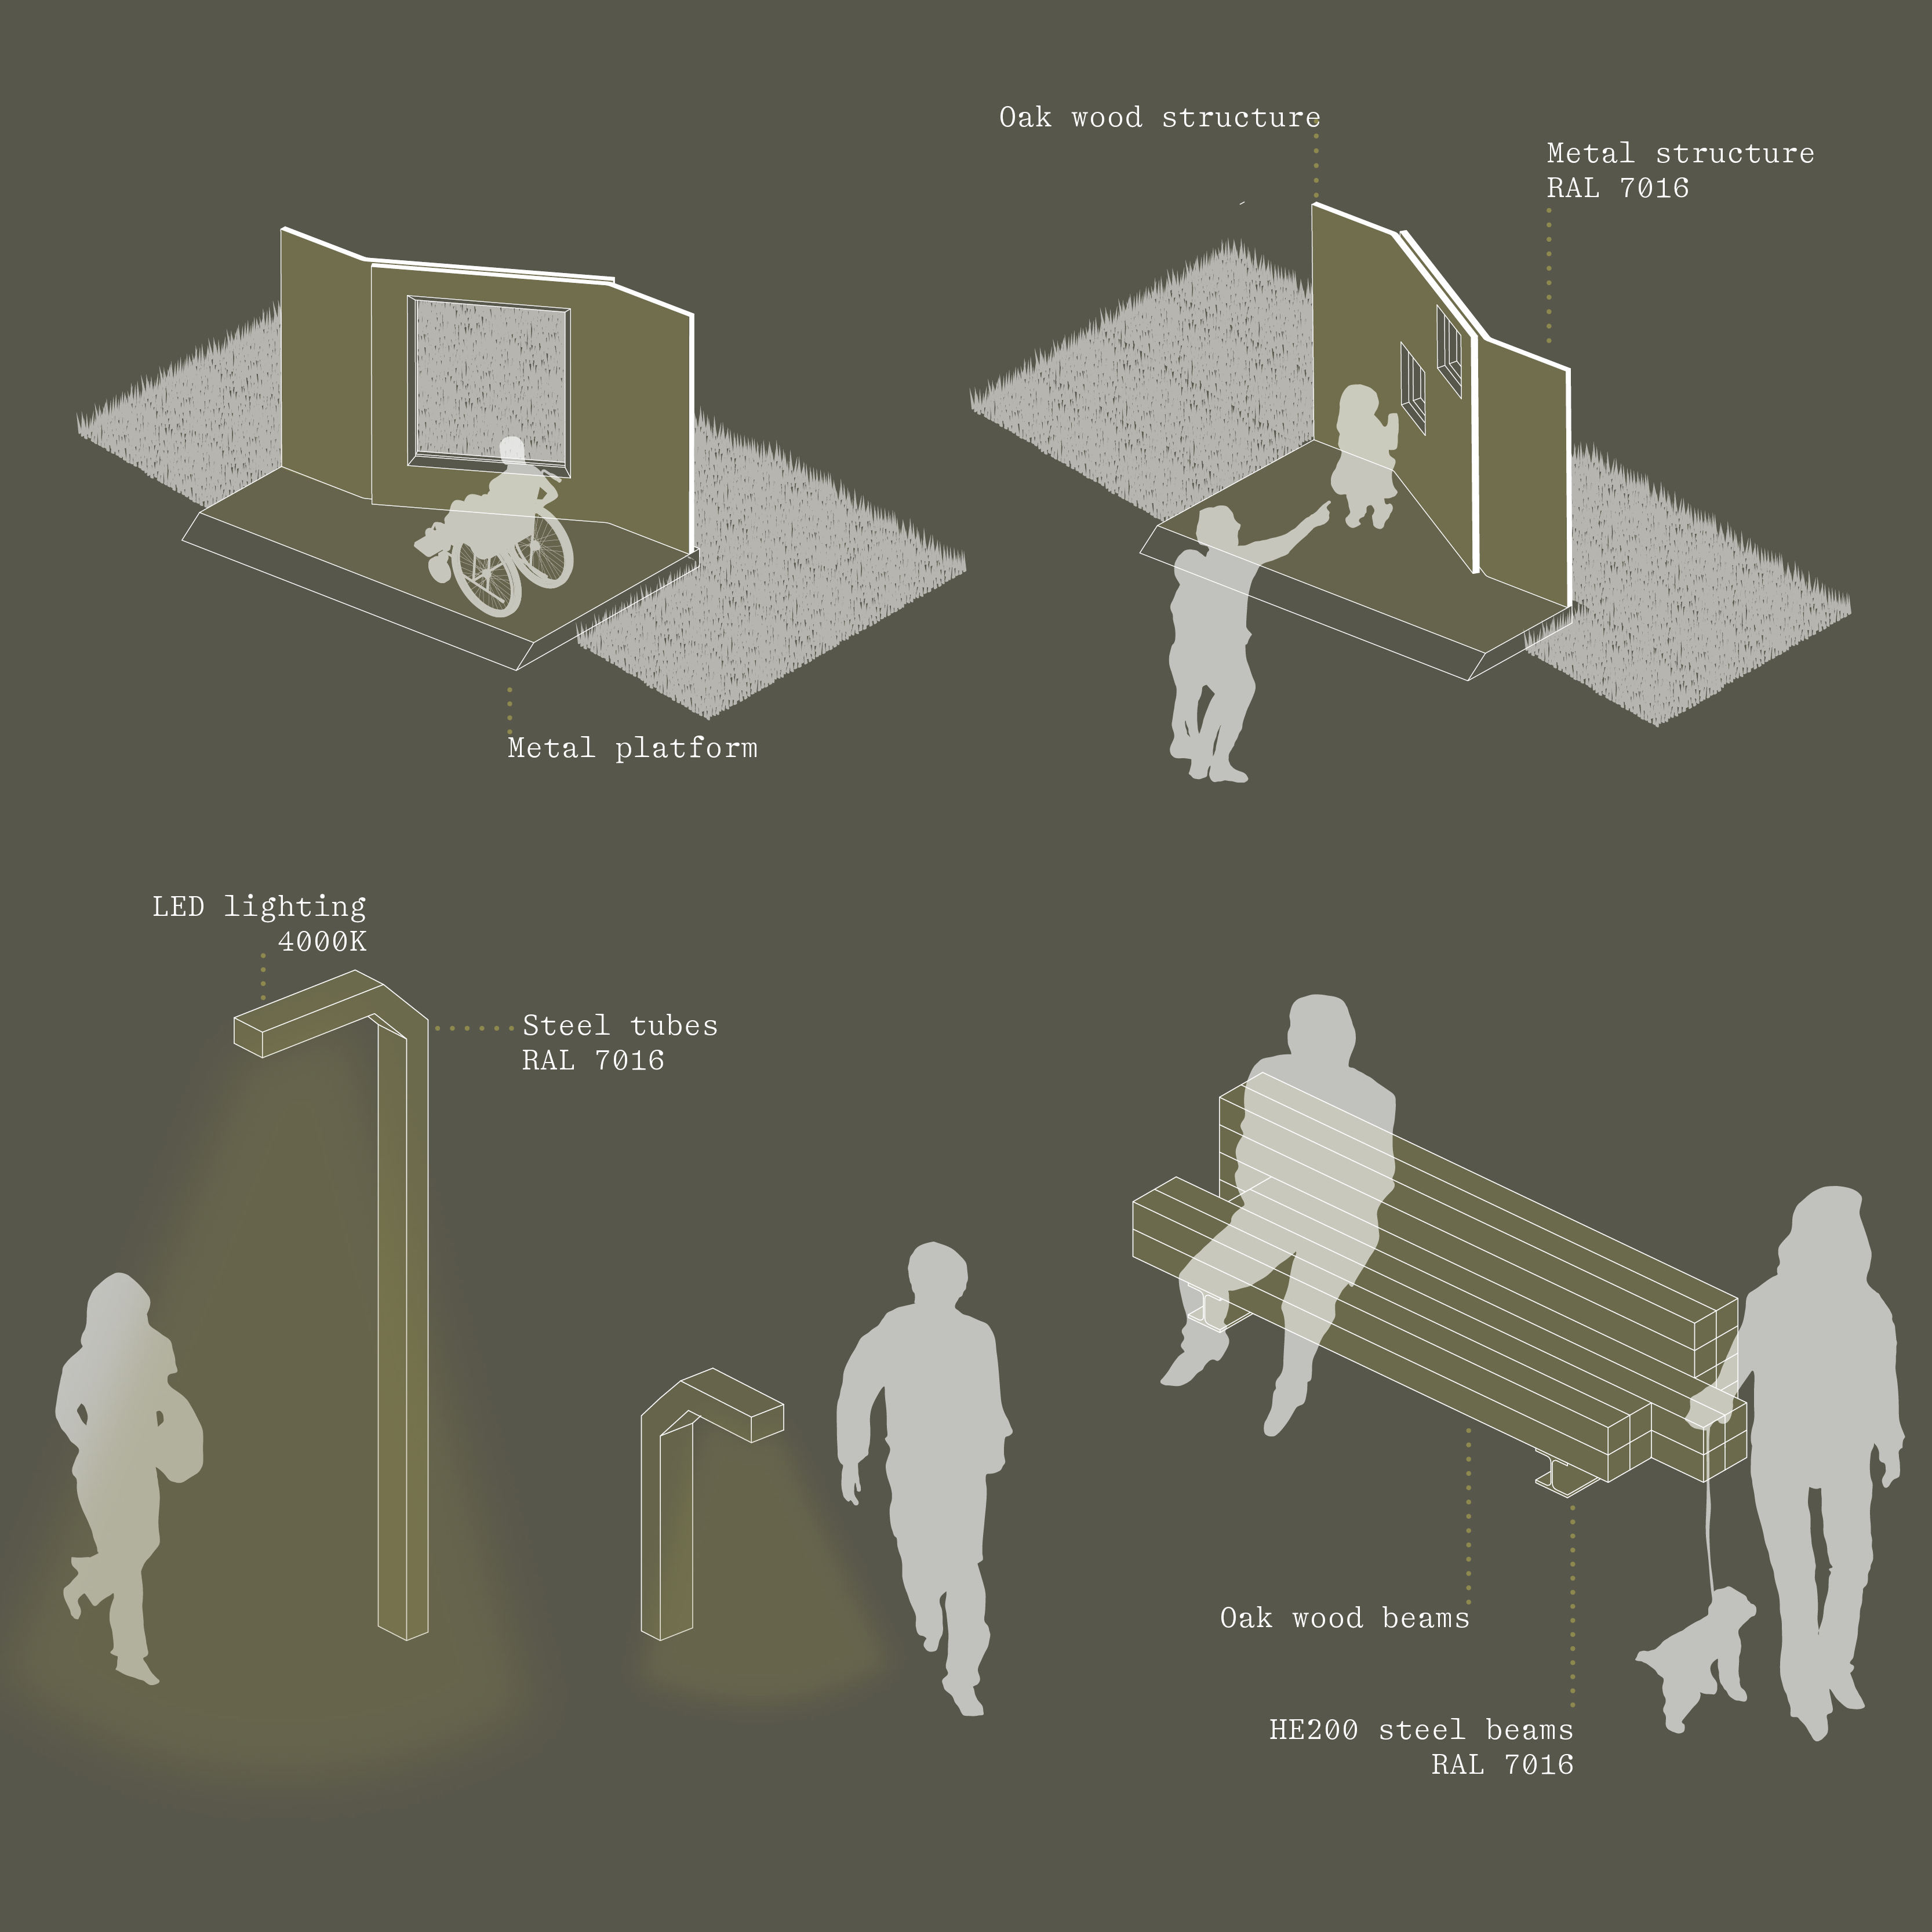 Oak wood structure
Metal structure
RAL 7016
Metal platform
LED lighting
4000K
Steel tubes
RAL 7016
Oak wood beams
HE200 steel beams
RAL 7016